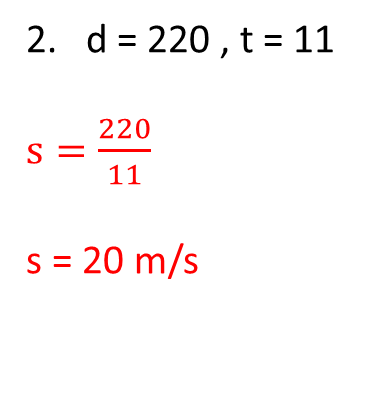 2. d = 220 , t = 11
s = 220/11
s = 20 m/s